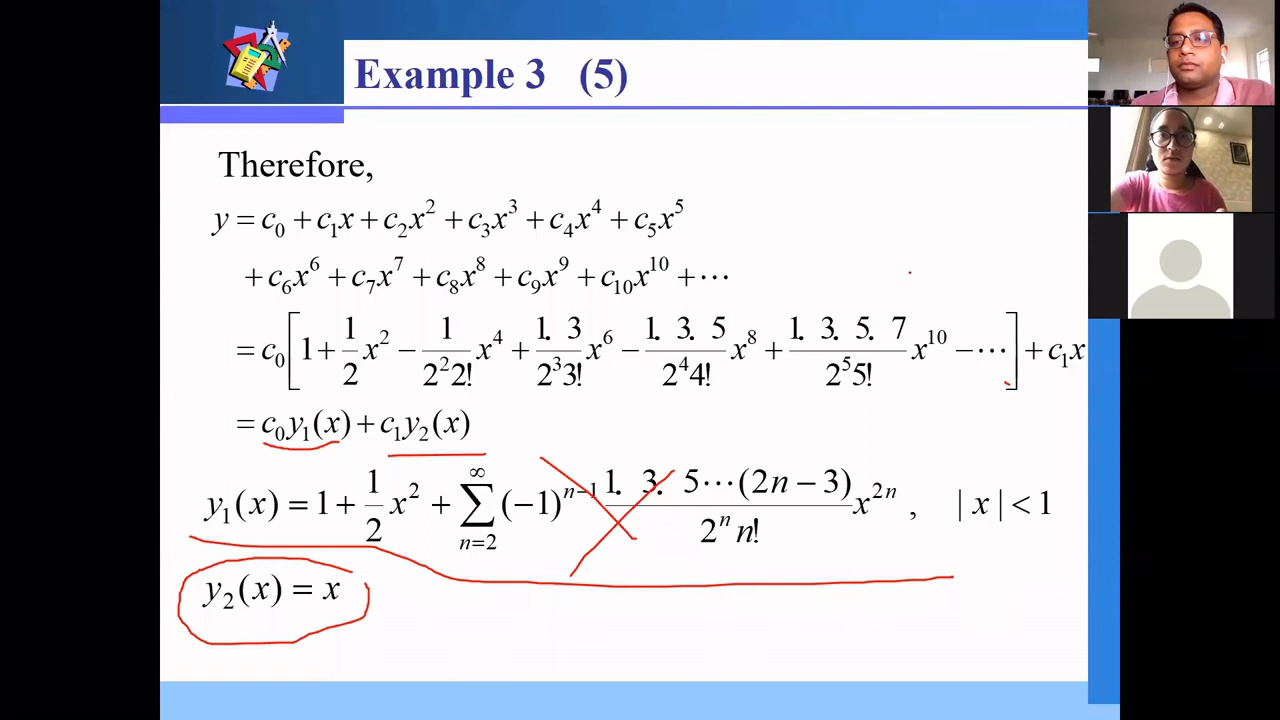 Example 3 (5)
Therefore,
y = c₀ + c₁x + c₂x² + c₃x³ + c₄x⁴ + c₅x⁵
+ c₆x⁶ + c₇x⁷ + c₈x⁸ + c₉x⁹ + c₁₀x¹⁰ + ⋯
= c₀[1 + 1/2 x² − 1/(2²2!) x⁴ + (1. 3)/(2³3!) x⁶ − (1. 3. 5)/(2⁴4!) x⁸ + (1. 3. 5. 7)/(2⁵5!) x¹⁰ − ⋯] + c₁x
= c₀y₁(x) + c₁y₂(x)
y₁(x) = 1 + 1/2 x² + ∑_{n=2}^{∞} (−1)ⁿ⁻¹ (1. 3. 5⋯(2n − 3))/(2ⁿ n!) x²ⁿ , | x | < 1
y₂(x) = x